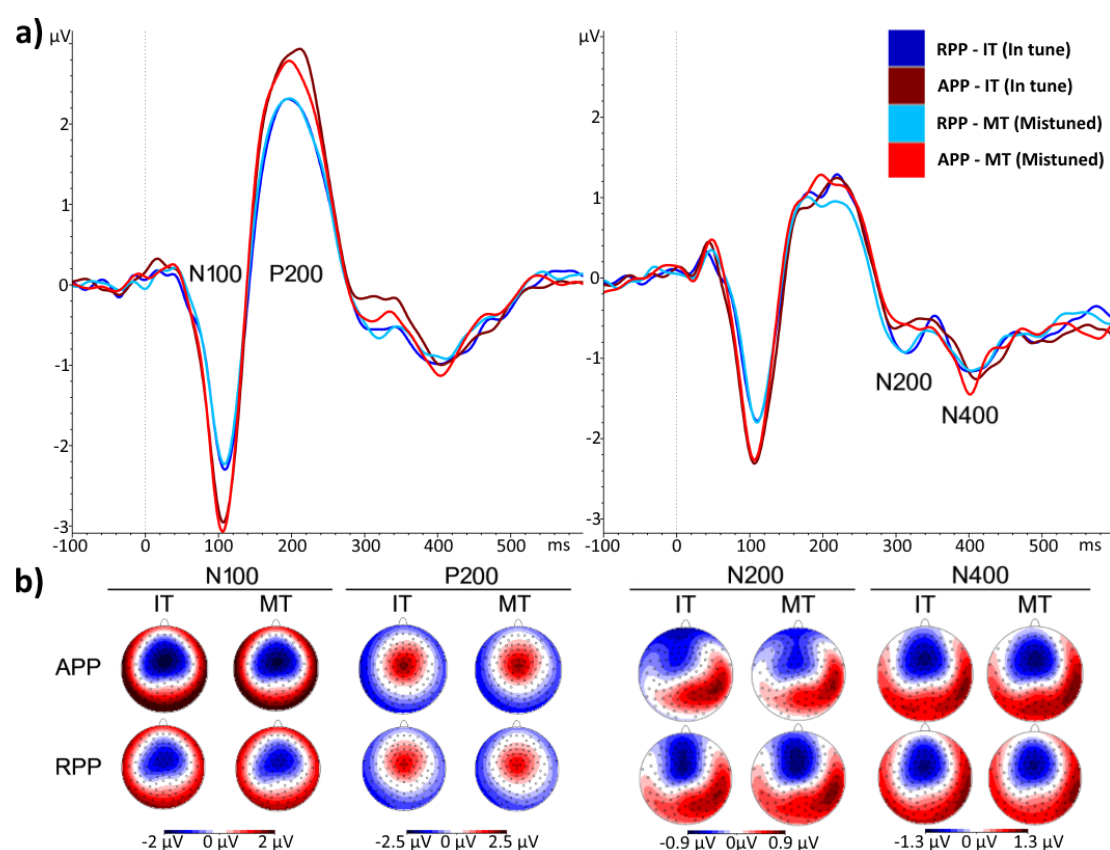 a)
µV
2
1
0
-1
-2
-3
N100
P200
-100
0
100
200
300
400
500
ms
µV
2
1
0
-1
-2
-3
N200
N400
-100
0
100
200
300
400
500
ms
RPP - IT (In tune)
APP - IT (In tune)
RPP - MT (Mistuned)
APP - MT (Mistuned)
b)
N100 P200 N200 N400
IT MT IT MT IT MT IT MT
APP
RPP
-2 µV 0 µV 2 µV
-2.5 µV 0 µV 2.5 µV
-0.9 µV 0µV 0.9 µV
-1.3 µV 0 µV 1.3 µV